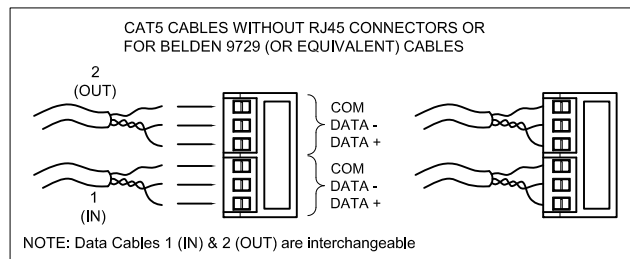 CAT5 CABLES WITHOUT RJ45 CONNECTORS OR
FOR BELDEN 9729 (OR EQUIVALENT) CABLES
2
(OUT)
COM
DATA -
DATA +
COM
DATA -
DATA +
1
(IN)
NOTE: Data Cables 1 (IN) & 2 (OUT) are interchangeable